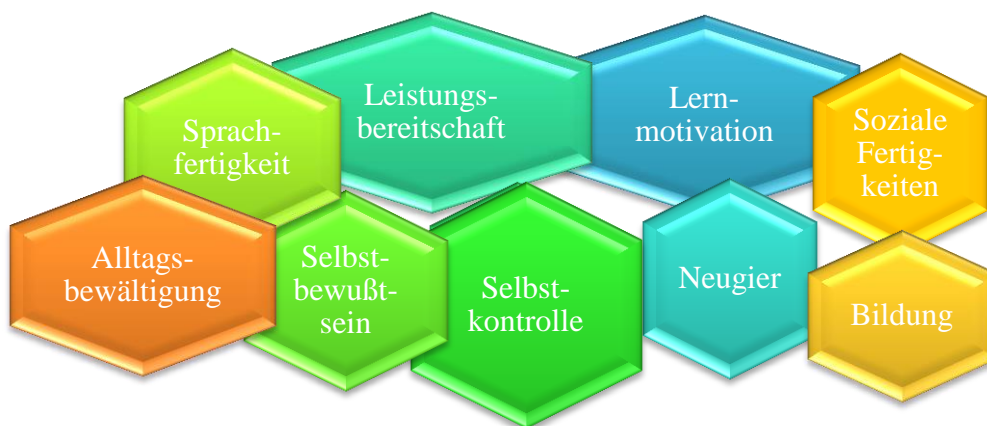 Leistungs-
bereitschaft
Lern-
motivation
Sprach-
fertigkeit
Soziale
Fertig-
keiten
Alltags-
bewältigung
Selbst-
bewußt-
sein
Selbst-
kontrolle
Neugier
Bildung